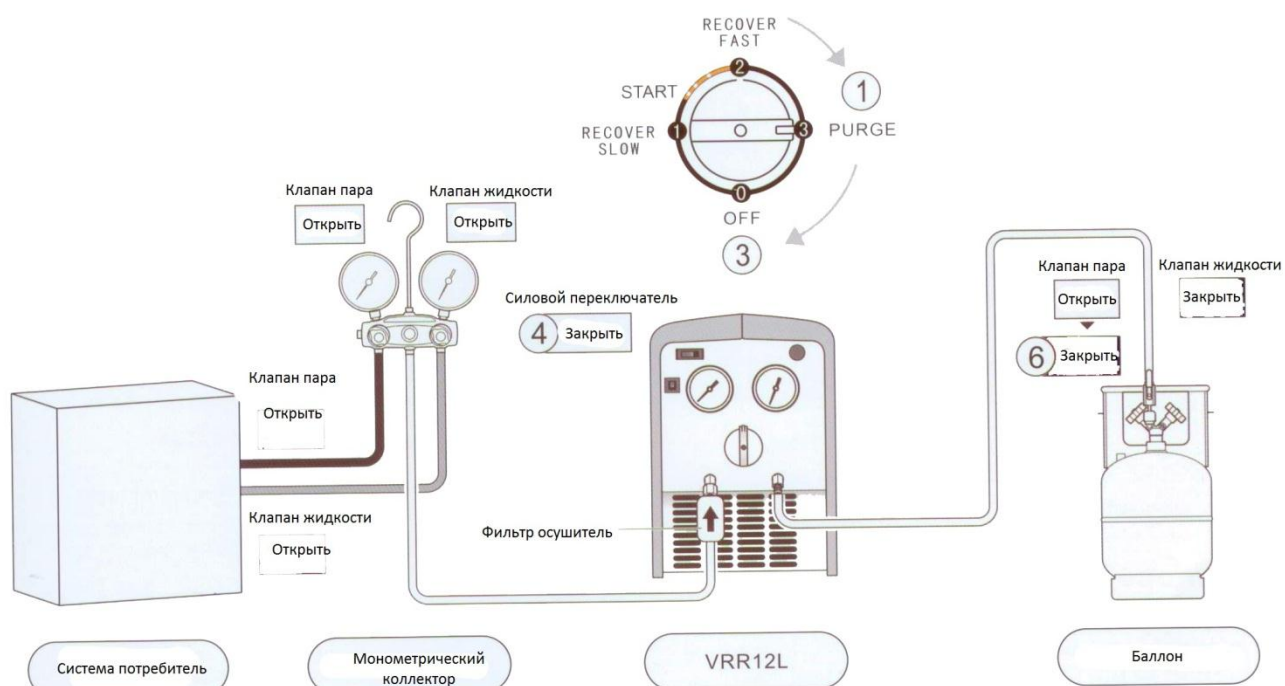 RECOVER
FAST
2
START
1
RECOVER
SLOW
1
3
PURGE
0
OFF
3
Клапан пара
Открыть
Клапан жидкости
Открыть
Силовой переключатель
4
Закрыть
Клапан пара
Открыть
Клапан жидкости
Закрыть
6
Закрыть
Клапан пара
Открыть
Клапан жидкости
Открыть
Фильтр осушитель
Система потребитель
Монометрический
коллектор
VRR12L
Баллон